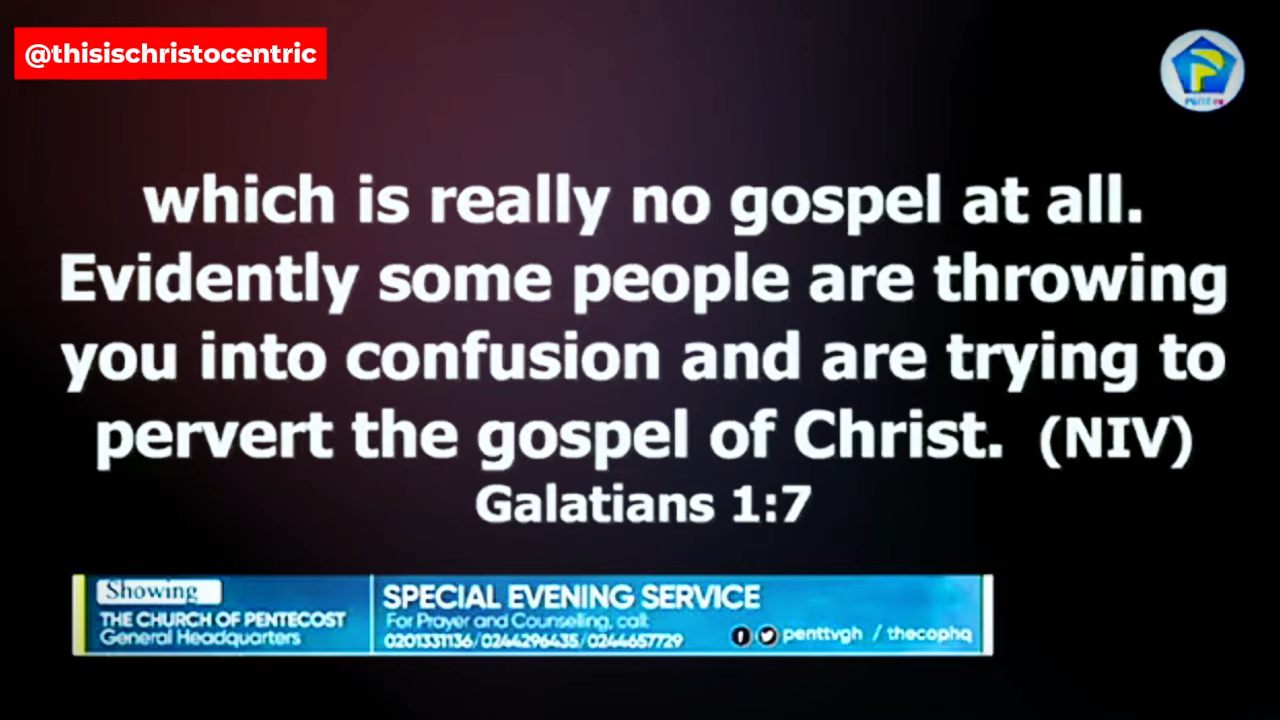 @thisischristocentric
which is really no gospel at all.
Evidently some people are throwing
you into confusion and are trying to
pervert the gospel of Christ. (NIV)
Galatians 1:7
Showing
THE CHURCH OF PENTECOST
General Headquarters
SPECIAL EVENING SERVICE
For Prayer and Counseling, call:
0201331136/0244296435/0244657729
penttvgh / thecophq